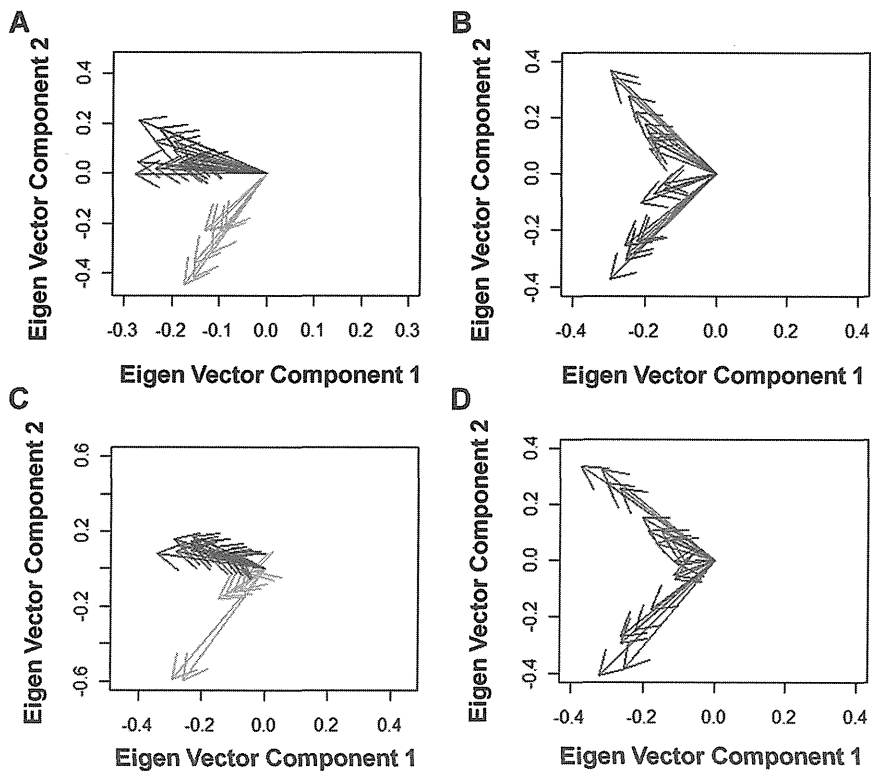 A
B
Eigen Vector Component 2
0.4
0.2
0.0
-0.2
-0.4
-0.3 -0.2 -0.1 0.0 0.1 0.2 0.3
Eigen Vector Component 1
Eigen Vector Component 2
0.4
0.2
0.0
-0.2
-0.4
-0.4 -0.2 0.0 0.2 0.4
Eigen Vector Component 1
C
D
Eigen Vector Component 2
0.6
0.2
-0.2
-0.6
-0.4 -0.2 0.0 0.2 0.4
Eigen Vector Component 1
Eigen Vector Component 2
0.4
0.2
0.0
-0.2
-0.4
-0.4 -0.2 0.0 0.2 0.4
Eigen Vector Component 1